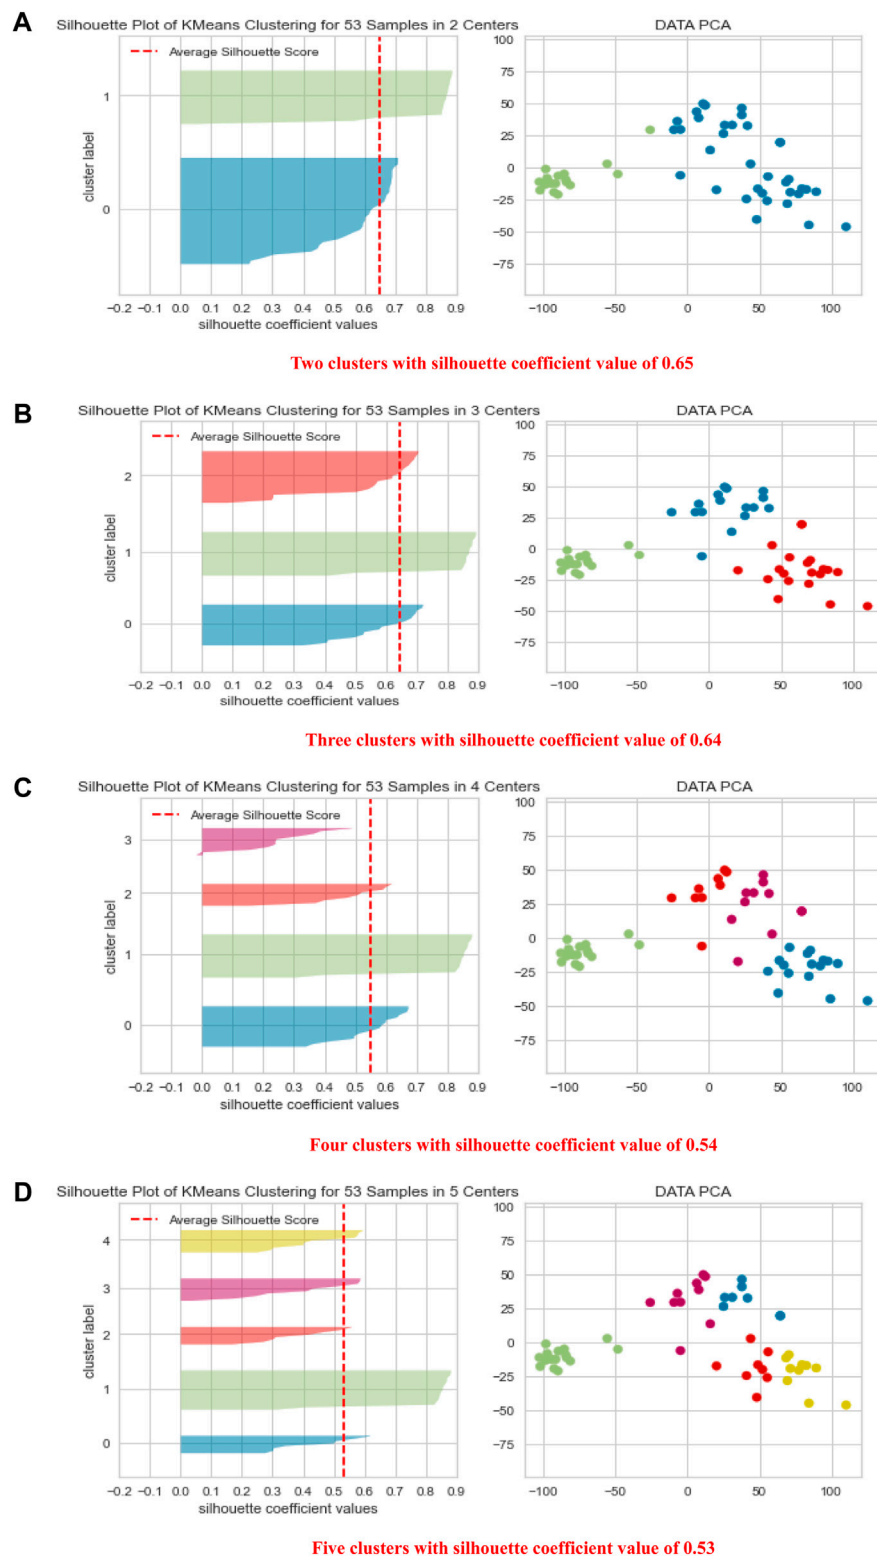 A
Silhouette Plot of KMeans Clustering for 53 Samples in 2 Centers
DATA PCA
Average Silhouette Score
cluster label
1
0
-0.2 -0.1 0.0 0.1 0.2 0.3 0.4 0.5 0.6 0.7 0.8 0.9
silhouette coefficient values
100
75
50
25
0
-25
-50
-75
-100 -50 0 50 100
Two clusters with silhouette coefficient value of 0.65
B
Silhouette Plot of KMeans Clustering for 53 Samples in 3 Centers
DATA PCA
Average Silhouette Score
cluster label
2
1
0
-0.2 -0.1 0.0 0.1 0.2 0.3 0.4 0.5 0.6 0.7 0.8 0.9
silhouette coefficient values
100
75
50
25
0
-25
-50
-75
-100 -50 0 50 100
Three clusters with silhouette coefficient value of 0.64
C
Silhouette Plot of KMeans Clustering for 53 Samples in 4 Centers
DATA PCA
Average Silhouette Score
cluster label
3
2
1
0
-0.2 -0.1 0.0 0.1 0.2 0.3 0.4 0.5 0.6 0.7 0.8 0.9
silhouette coefficient values
100
75
50
25
0
-25
-50
-75
-100 -50 0 50 100
Four clusters with silhouette coefficient value of 0.54
D
Silhouette Plot of KMeans Clustering for 53 Samples in 5 Centers
DATA PCA
Average Silhouette Score
cluster label
4
3
2
1
0
-0.2 -0.1 0.0 0.1 0.2 0.3 0.4 0.5 0.6 0.7 0.8 0.9
silhouette coefficient values
100
75
50
25
0
-25
-50
-75
-100 -50 0 50 100
Five clusters with silhouette coefficient value of 0.53